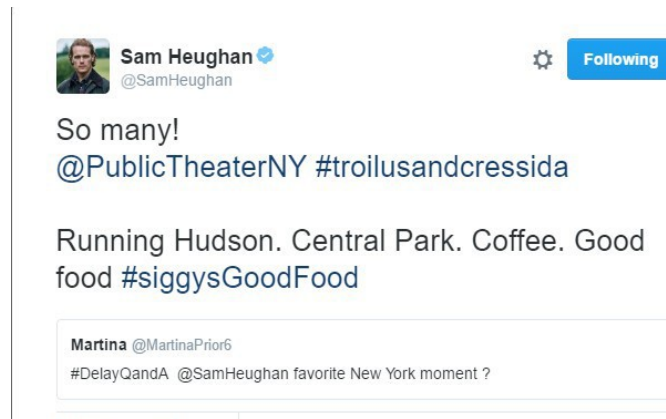 Sam Heughan
@SamHeughan
Following
So many!
@PublicTheaterNY #troilusandcressida
Running Hudson. Central Park. Coffee. Good
food #siggysGoodFood
Martina @MartinaPrior6
#DelayQandA @SamHeughan favorite New York moment ?